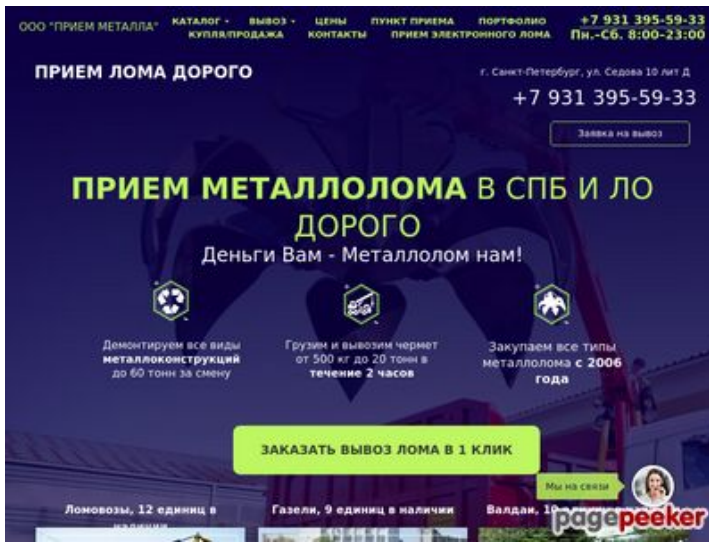 ООО "ПРИЕМ МЕТАЛЛА"
КАТАЛОГ ВЫВОЗ ЦЕНЫ ПУНКТ ПРИЕМА ПОРТФОЛИО
КУПЛЯ/ПРОДАЖА КОНТАКТЫ ПРИЕМ ЭЛЕКТРОННОГО ЛОМА
+7 931 395-59-33
Пн.-Сб. 8:00-23:00
ПРИЕМ ЛОМА ДОРОГО
г. Санкт-Петербург, ул. Седова 10 лит Д
+7 931 395-59-33
Заявка на вывоз
ПРИЕМ МЕТАЛЛОЛОМА В СПБ И ЛО
ДОРОГО
Деньги Вам - Металлолом нам!
Демонтируем все виды
металлоконструкций
до 60 тонн за смену
Грузим и вывозим чермет
от 500 кг до 20 тонн в
течение 2 часов
Закупаем все типы
металлолома с 2006
года
ЗАКАЗАТЬ ВЫВОЗ ЛОМА В 1 КЛИК
Мы на связи
Ломовозы, 12 единиц в
наличии
Газели, 9 единиц в наличии
Валдаи, 10
pagepeeker